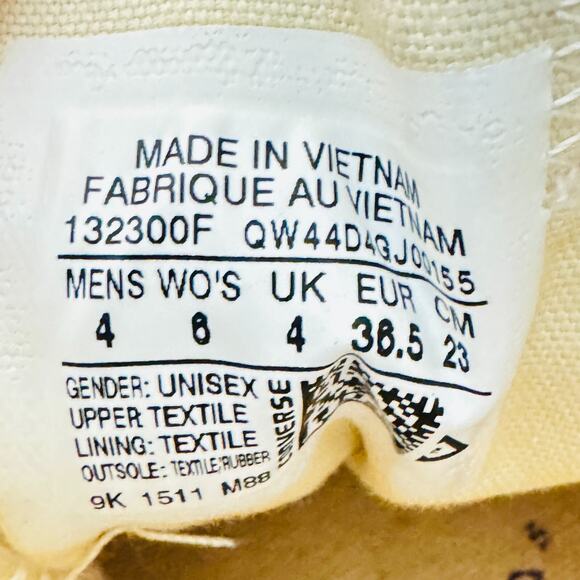 MADE IN VIETNAM
FABRIQUE AU VIETNAM
132300F QW44D4GJ00155
MENS WO'S UK EUR CM
4 6 4 36.5 23
GENDER: UNISEX
UPPER TEXTILE
LINING: TEXTILE
OUTSOLE: TEXTILE/RUBBER
9K 1511 M88
CONVERSE